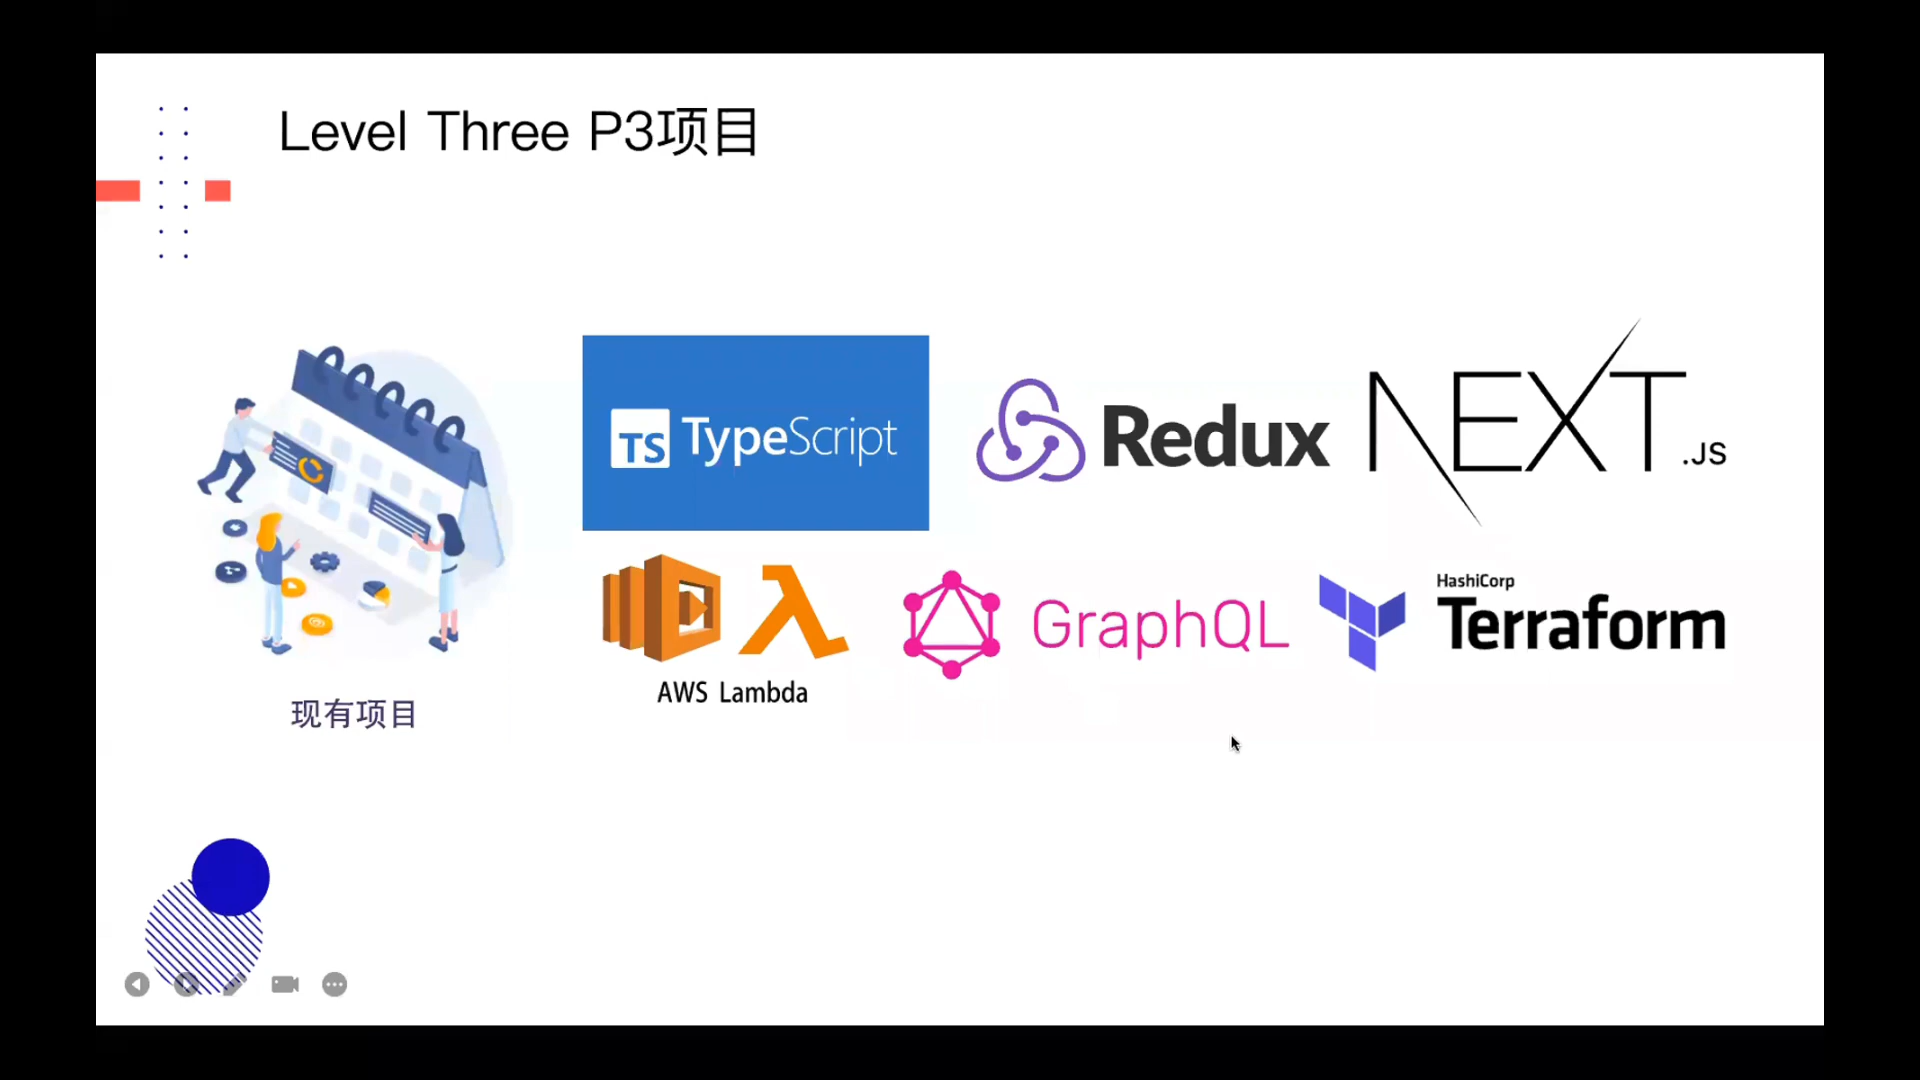 Level Three P3项目
TS TypeScript
Redux
NEXT.JS
AWS Lambda
GraphQL
HashiCorp
Terraform
现有项目